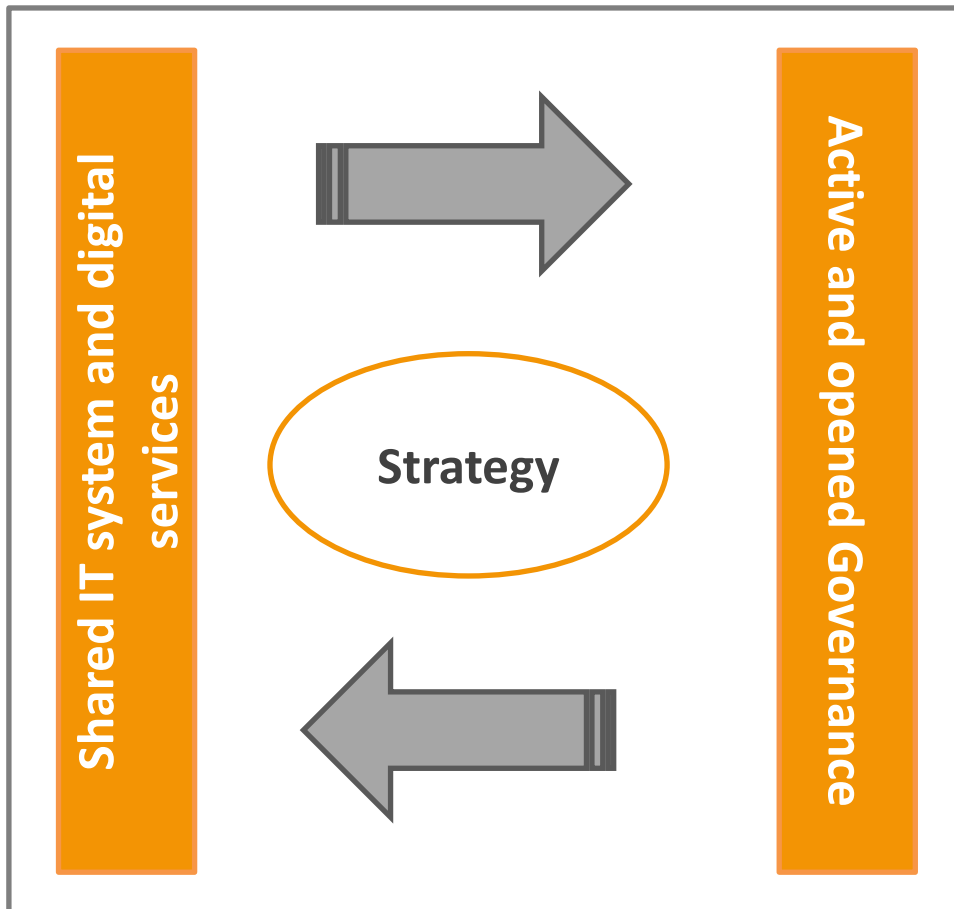 Shared IT system and digital
services
Strategy
Active and opened Governance